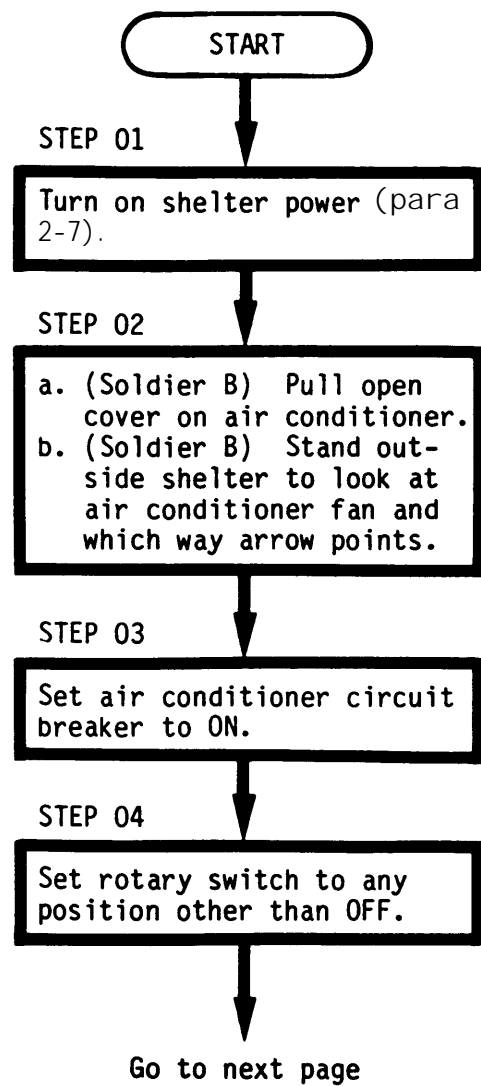 START
STEP 01
Turn on shelter power (para
2-7).
STEP 02
a. (Soldier B) Pull open
cover on air conditioner.
b. (Soldier B) Stand out-
side shelter to look at
air conditioner fan and
which way arrow points.
STEP 03
Set air conditioner circuit
breaker to ON.
STEP 04
Set rotary switch to any
position other than OFF.
Go to next page